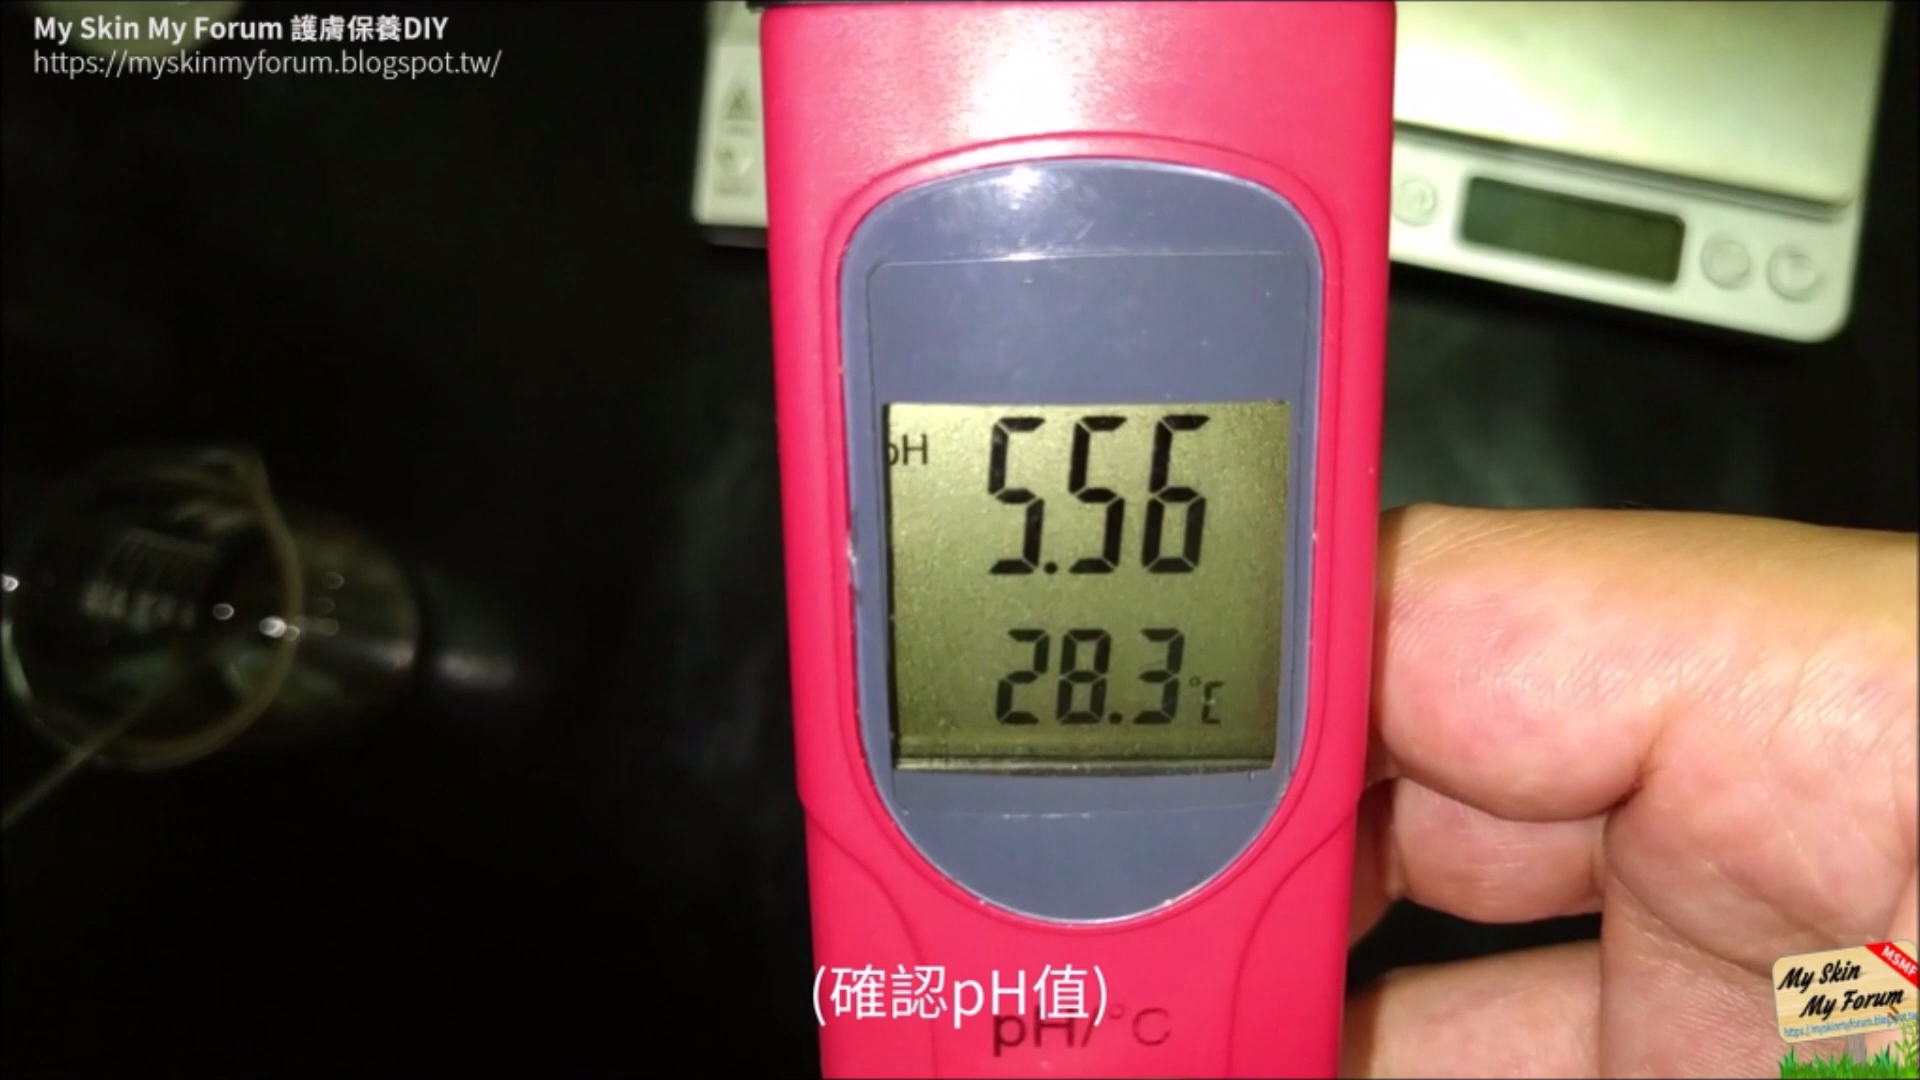 My Skin My Forum 護膚保養DIY
https://myskinmyforum.blogspot.tw/
pH
5.56
28.3°C
(確認pH值)
pH/°C
MSMF
My Skin
My Forum